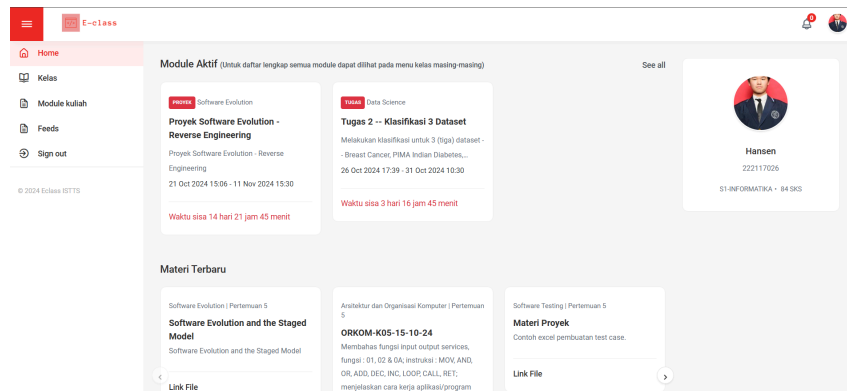 E-class
Home
Kelas
Module kuliah
Feeds
Sign out
© 2024 Eclass ISTTS
Module Aktif (Untuk daftar lengkap semua module dapat dilihat pada menu kelas masing-masing)
See all
PROYEK Software Evolution
Proyek Software Evolution -
Reverse Engineering
Proyek Software Evolution - Reverse
Engineering
21 Oct 2024 15:06 - 11 Nov 2024 15:30
Waktu sisa 14 hari 21 jam 45 menit
TUGAS Data Science
Tugas 2 -- Klasifikasi 3 Dataset
Melakukan klasifikasi untuk 3 (tiga) dataset -
- Breast Cancer, PIMA Indian Diabetes,...
26 Oct 2024 17:39 - 31 Oct 2024 10:30
Waktu sisa 3 hari 16 jam 45 menit
Hansen
222117026
S1-INFORMATIKA • 84 SKS
Materi Terbaru
Software Evolution | Pertemuan 5
Software Evolution and the Staged
Model
Software Evolution and the Staged Model
Link File
Arsitektur dan Organisasi Komputer | Pertemuan
5
ORKOM-K05-15-10-24
Membahas fungsi input output services,
fungsi : 01, 02 & 0A; instruksi : MOV, AND,
OR, ADD, DEC, INC, LOOP, CALL, RET;
menjelaskan cara kerja aplikasi/program
Software Testing | Pertemuan 5
Materi Proyek
Contoh excel pembuatan test case.
Link File